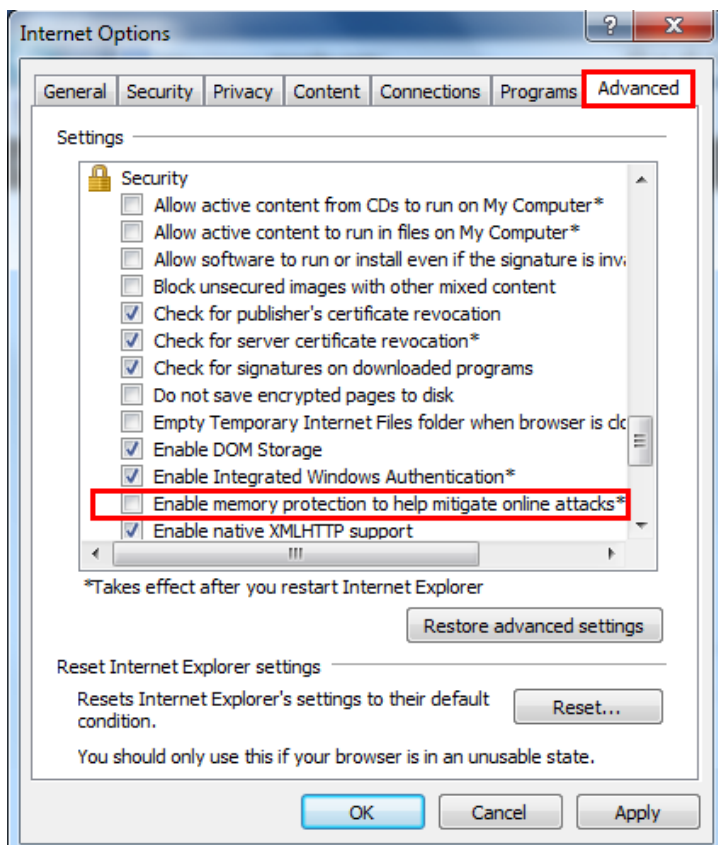 Internet Options
General Security Privacy Content Connections Programs Advanced
Settings
Security
Allow active content from CDs to run on My Computer*
Allow active content to run in files on My Computer*
Allow software to run or install even if the signature is inv
Block unsecured images with other mixed content
Check for publisher's certificate revocation
Check for server certificate revocation*
Check for signatures on downloaded programs
Do not save encrypted pages to disk
Empty Temporary Internet Files folder when browser is clo
Enable DOM Storage
Enable Integrated Windows Authentication*
Enable memory protection to help mitigate online attacks*
Enable native XMLHTTP support
*Takes effect after you restart Internet Explorer
Restore advanced settings
Reset Internet Explorer settings
Resets Internet Explorer's settings to their default
condition.
Reset...
You should only use this if your browser is in an unusable state.
OK Cancel Apply